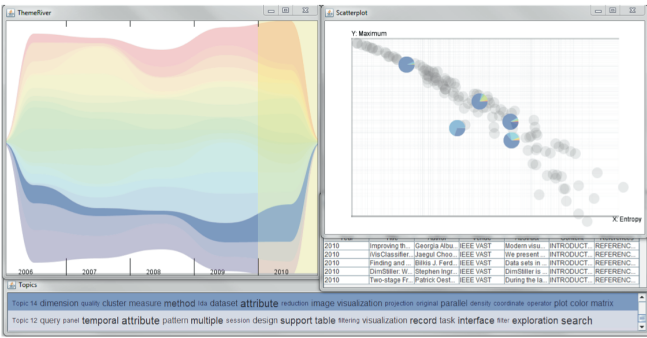 ThemeRiver
2006 2007 2008 2009 2010
Scatterplot
Y: Maximum
X: Entropy
2010 Improving th... Georgia Albu... IEEE VAST Modern visu... INTRODUCT... REFERENC...
2010 iVisClassifier... Jaegul Choo... IEEE VAST We present ... INTRODUCT... REFERENC...
2010 Finding and ... Bilkis J. Ferd... IEEE VAST Data sets in ... INTRODUCT... REFERENC...
2010 DimStiller: W... Stephen Ingr... IEEE VAST DimStiller is ... INTRODUCT... REFERENC...
2010 Two-stage Fr... Patrick Oest... IEEE VAST During the la... INTRODUCT... REFERENC...
Topics
Topic 14 dimension quality cluster measure method lda dataset attribute reduction image visualization projection original parallel density coordinate operator plot color matrix
Topic 12 query panel temporal attribute pattern multiple session design support table filtering visualization record task interface filter exploration search